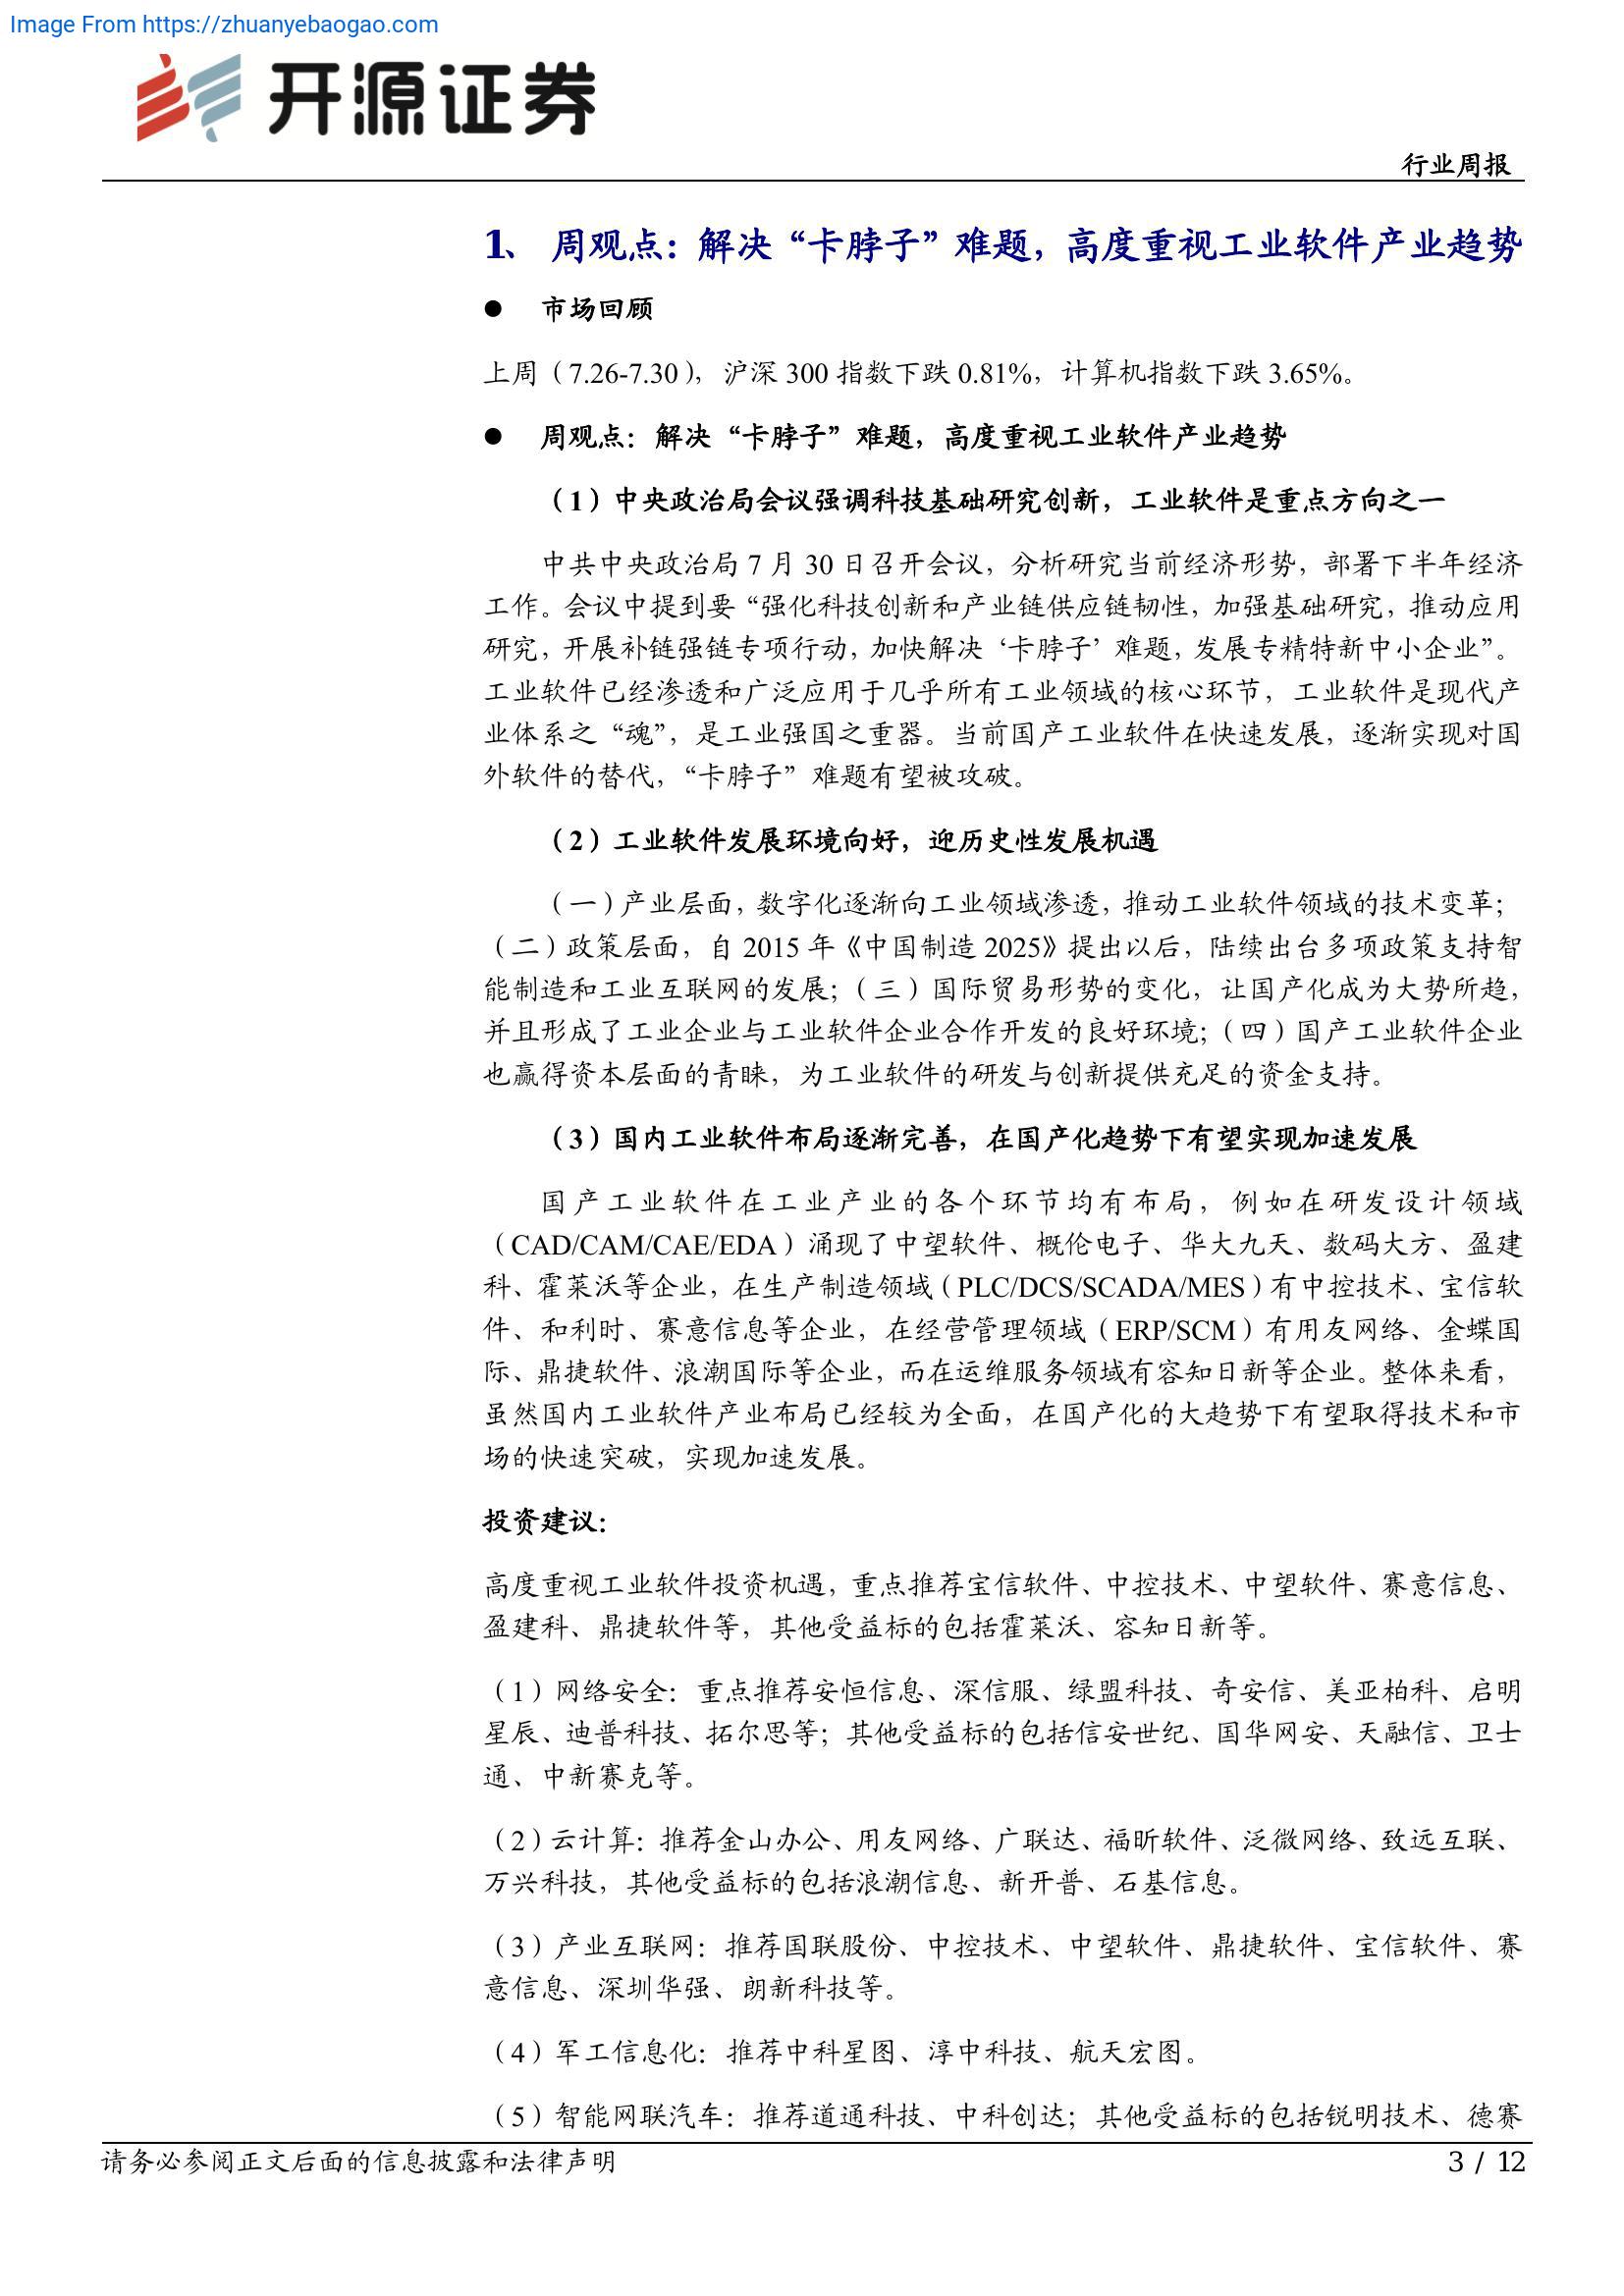 Image From https://zhuanyebaogao.com
开源证券
行业周报
1、 周观点：解决“卡脖子”难题，高度重视工业软件产业趋势
● 市场回顾
上周（7.26-7.30），沪深 300 指数下跌 0.81%，计算机指数下跌 3.65%。
● 周观点：解决“卡脖子”难题，高度重视工业软件产业趋势
（1）中央政治局会议强调科技基础研究创新，工业软件是重点方向之一
中共中央政治局 7 月 30 日召开会议，分析研究当前经济形势，部署下半年经济
工作。会议中提到要“强化科技创新和产业链供应链韧性，加强基础研究，推动应用
研究，开展补链强链专项行动，加快解决‘卡脖子’难题，发展专精特新中小企业”。
工业软件已经渗透和广泛应用于几乎所有工业领域的核心环节，工业软件是现代产
业体系之“魂”，是工业强国之重器。当前国产工业软件在快速发展，逐渐实现对国
外软件的替代，“卡脖子”难题有望被攻破。
（2）工业软件发展环境向好，迎历史性发展机遇
（一）产业层面，数字化逐渐向工业领域渗透，推动工业软件领域的技术变革；
（二）政策层面，自 2015 年《中国制造 2025》提出以后，陆续出台多项政策支持智
能制造和工业互联网的发展；（三）国际贸易形势的变化，让国产化成为大势所趋，
并且形成了工业企业与工业软件企业合作开发的良好环境；（四）国产工业软件企业
也赢得资本层面的青睐，为工业软件的研发与创新提供充足的资金支持。
（3）国内工业软件布局逐渐完善，在国产化趋势下有望实现加速发展
国产工业软件在工业产业的各个环节均有布局，例如在研发设计领域
（CAD/CAM/CAE/EDA）涌现了中望软件、概伦电子、华大九天、数码大方、盈建
科、霍莱沃等企业，在生产制造领域（PLC/DCS/SCADA/MES）有中控技术、宝信软
件、和利时、赛意信息等企业，在经营管理领域（ERP/SCM）有用友网络、金蝶国
际、鼎捷软件、浪潮国际等企业，而在运维服务领域有容知日新等企业。整体来看，
虽然国内工业软件产业布局已经较为全面，在国产化的大趋势下有望取得技术和市
场的快速突破，实现加速发展。
投资建议：
高度重视工业软件投资机遇，重点推荐宝信软件、中控技术、中望软件、赛意信息、
盈建科、鼎捷软件等，其他受益标的包括霍莱沃、容知日新等。
（1）网络安全：重点推荐安恒信息、深信服、绿盟科技、奇安信、美亚柏科、启明
星辰、迪普科技、拓尔思等；其他受益标的包括信安世纪、国华网安、天融信、卫士
通、中新赛克等。
（2）云计算：推荐金山办公、用友网络、广联达、福昕软件、泛微网络、致远互联、
万兴科技，其他受益标的包括浪潮信息、新开普、石基信息。
（3）产业互联网：推荐国联股份、中控技术、中望软件、鼎捷软件、宝信软件、赛
意信息、深圳华强、朗新科技等。
（4）军工信息化：推荐中科星图、淳中科技、航天宏图。
（5）智能网联汽车：推荐道通科技、中科创达；其他受益标的包括锐明技术、德赛
请务必参阅正文后面的信息披露和法律声明
3 / 12